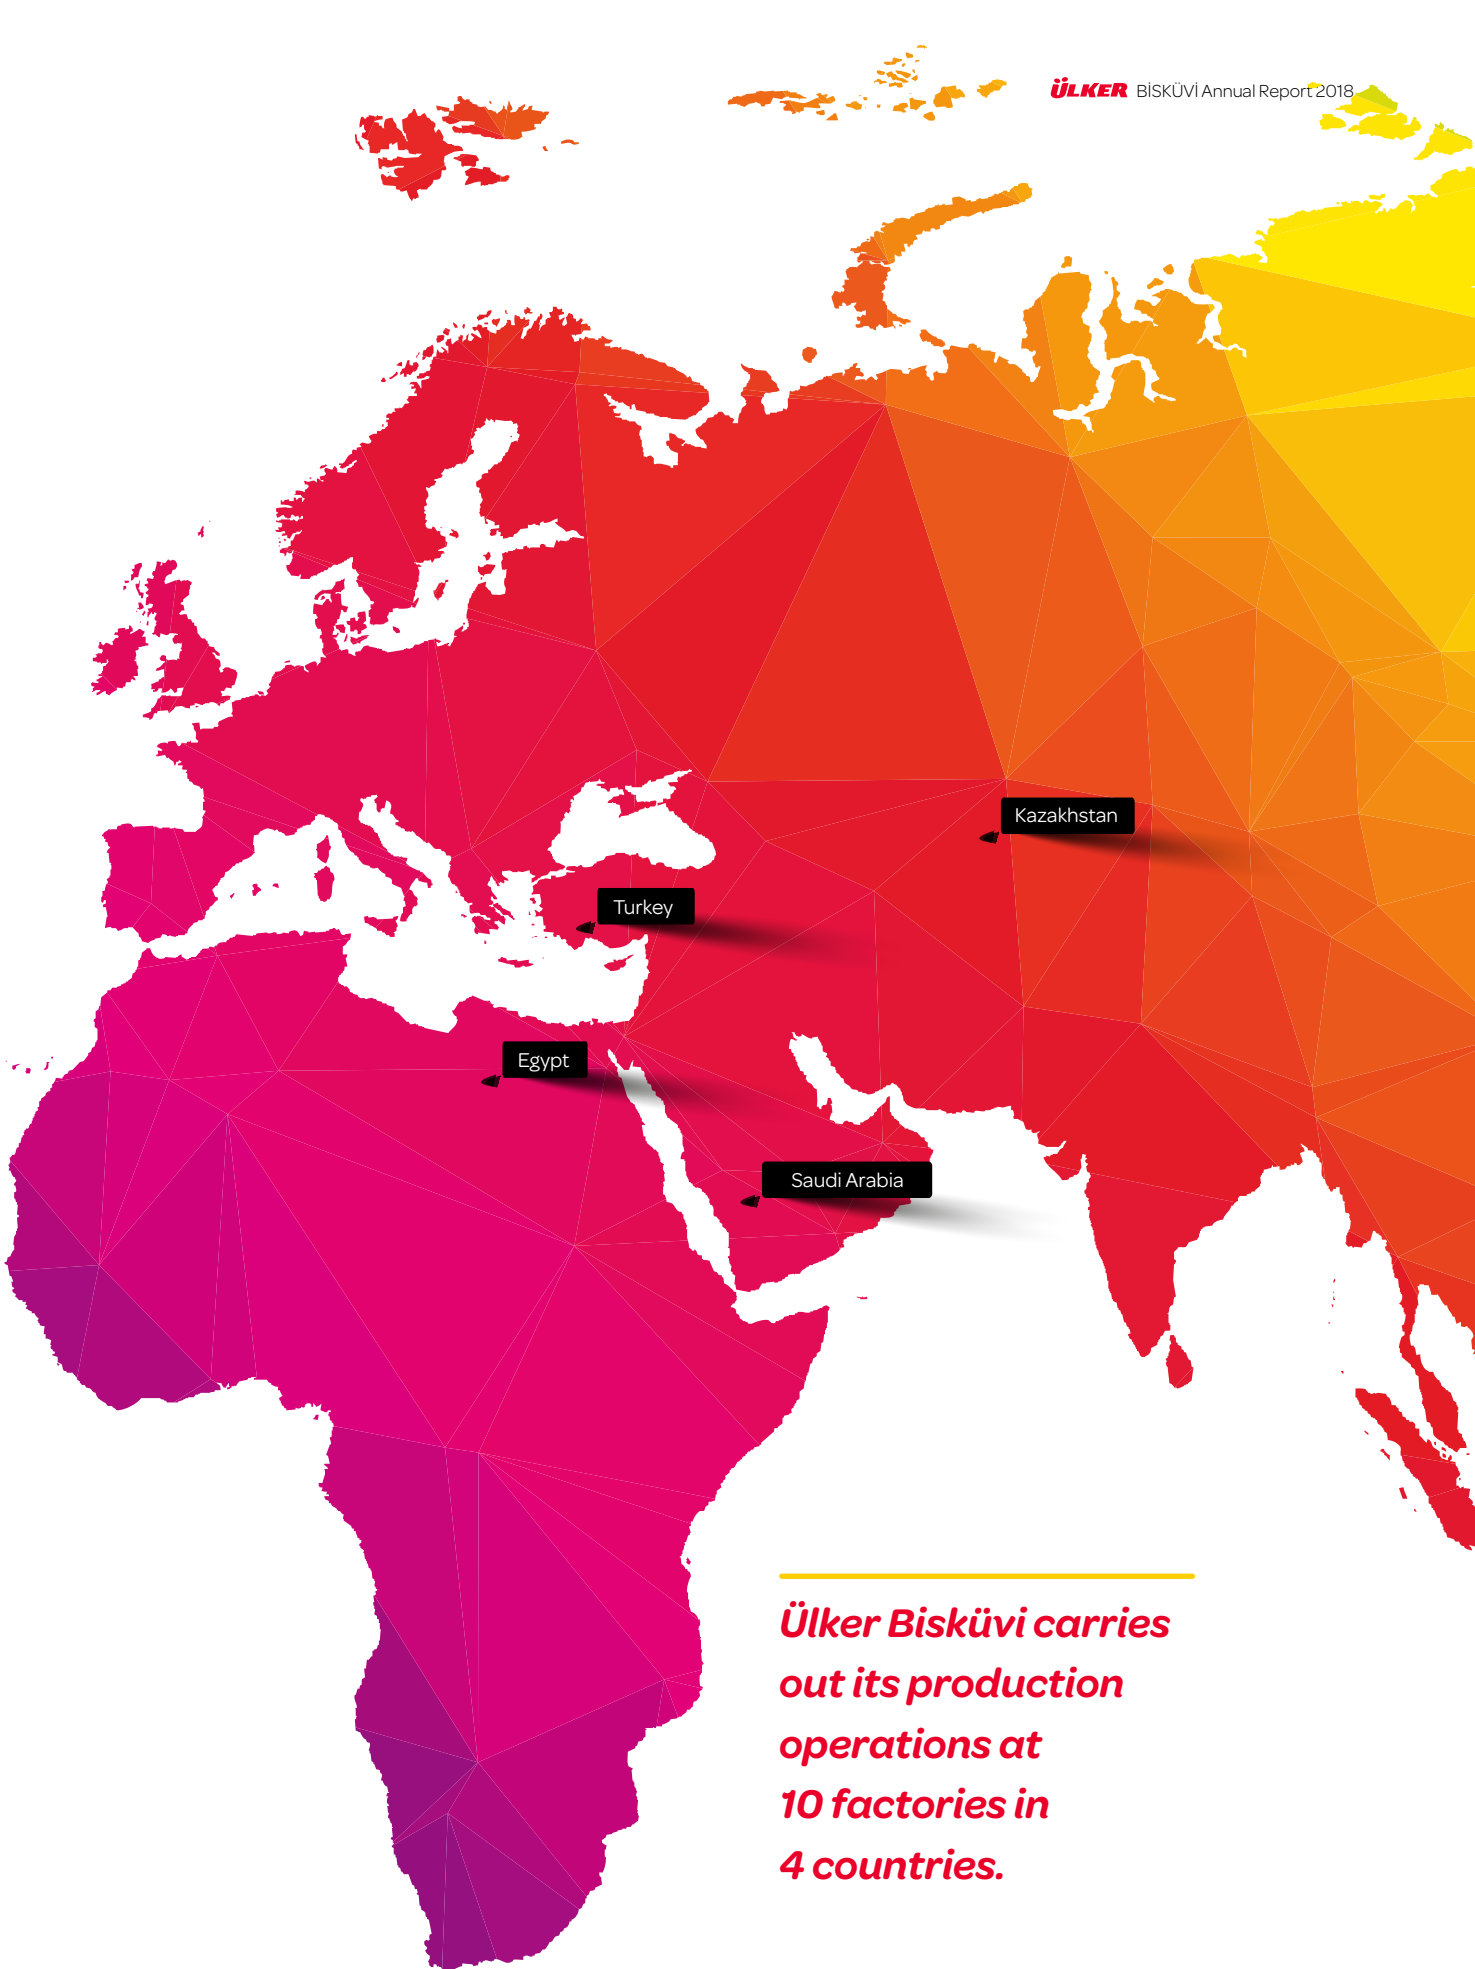 ÜLKER BİSKÜVİ Annual Report 2018
Kazakhstan
Turkey
Egypt
Saudi Arabia
Ülker Bisküvi carries
out its production
operations at
10 factories in
4 countries.